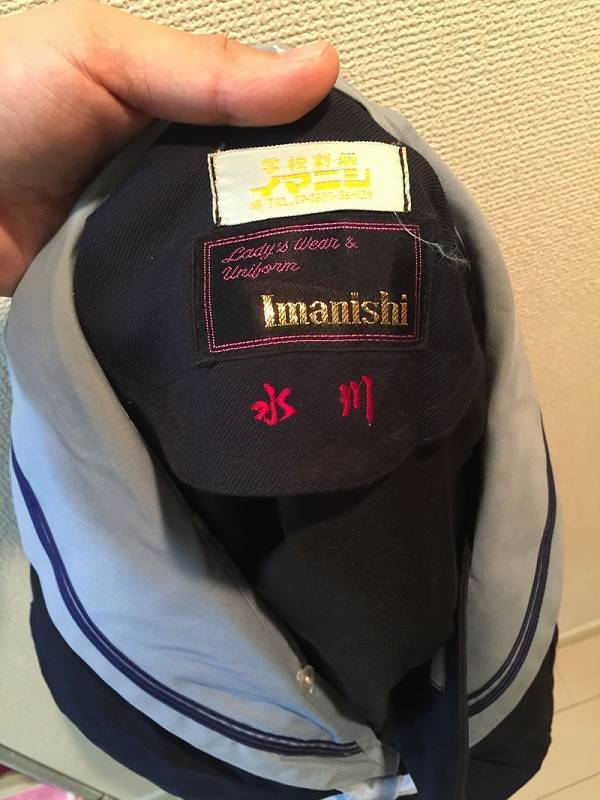 学校制服
イマニシ
Lady's Wear &
Uniform
Imanishi
氷川